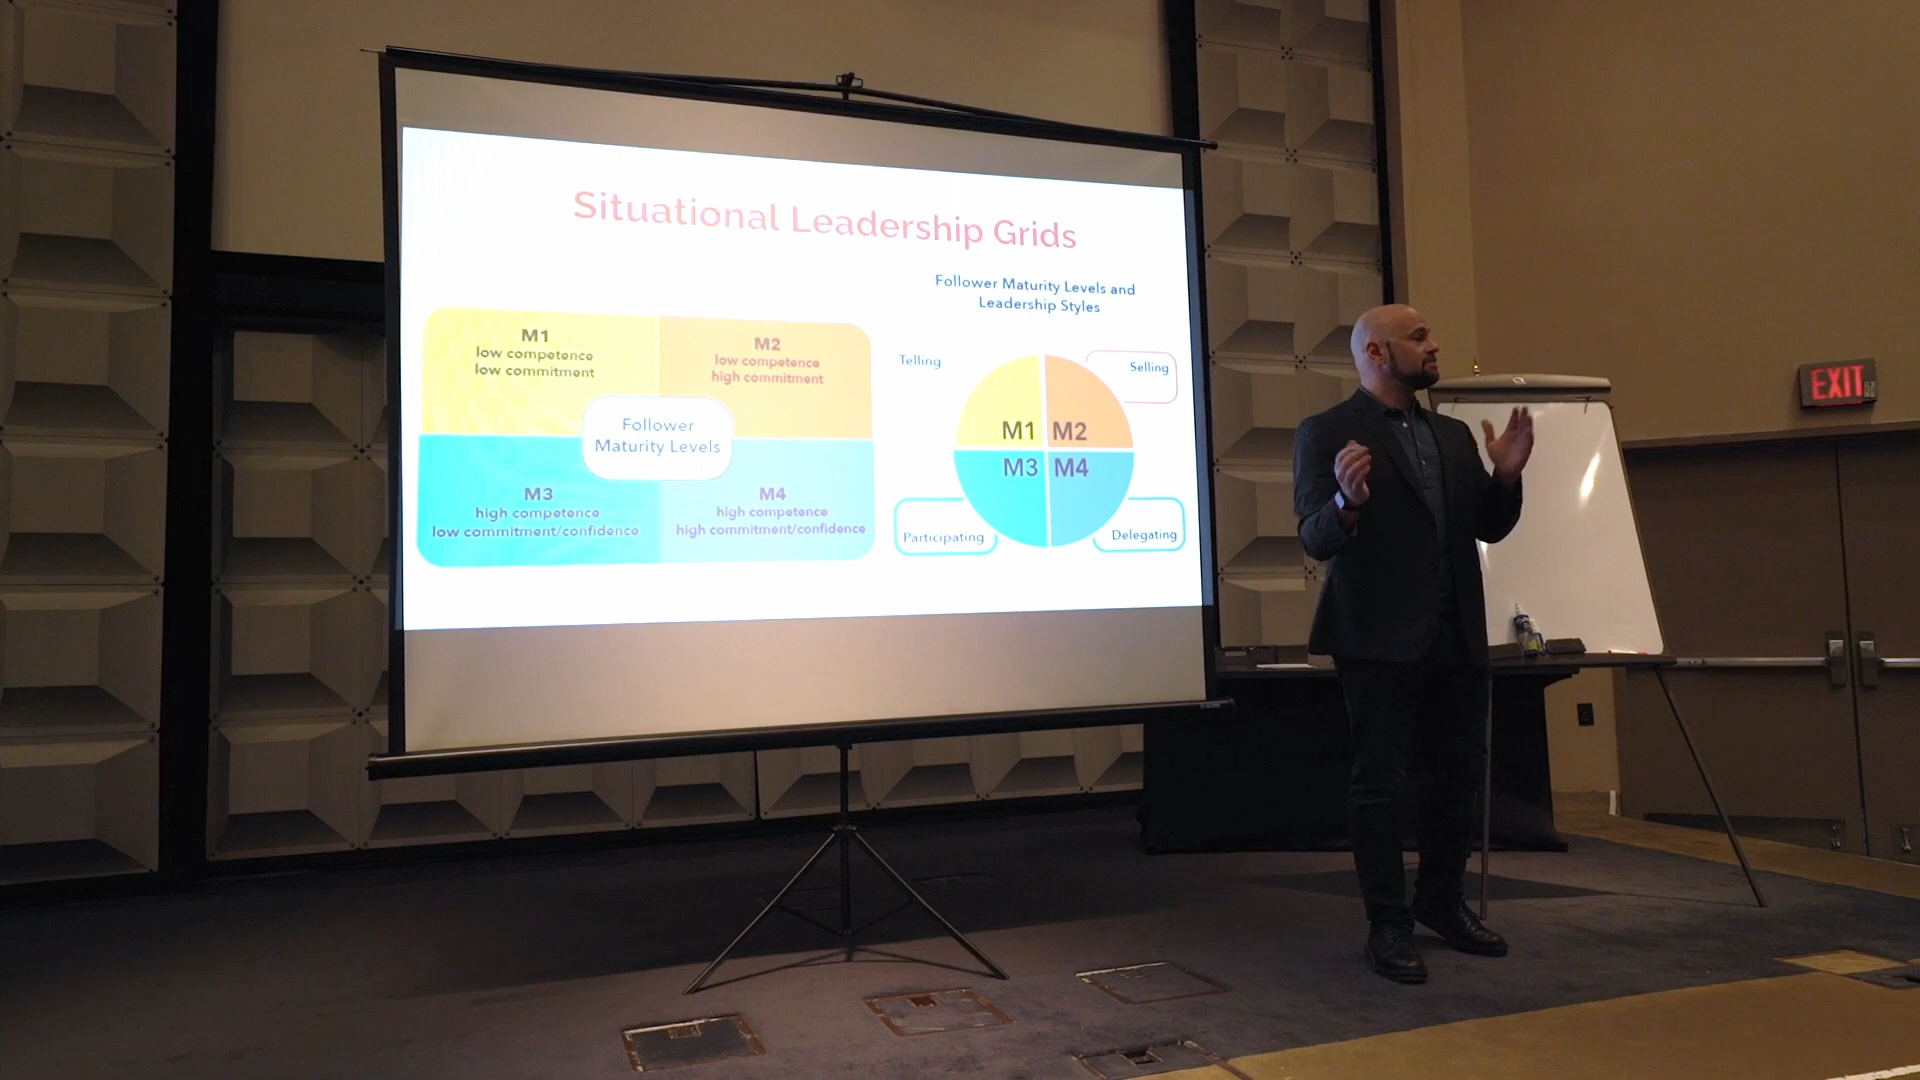 Situational Leadership Grids
M1
low competence
low commitment
M2
low competence
high commitment
Follower
Maturity Levels
M3
high competence
low commitment/confidence
M4
high competence
high commitment/confidence
Follower Maturity Levels and
Leadership Styles
Telling
Selling
M1
M2
M3
M4
Participating
Delegating
EXIT